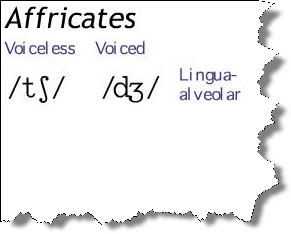 Affricates
Voiceless Voiced
/tʃ/ /dʒ/ Lingua-
alveolar